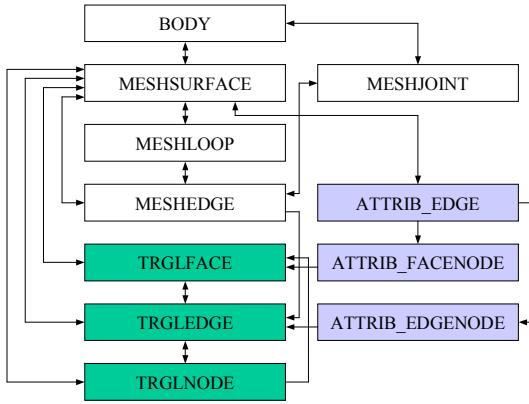 BODY
MESHSURFACE
MESHJOINT
MESHLOOP
MESHEDGE
ATTRIB_EDGE
TRGLFACE
ATTRIB_FACENODE
TRGLEDGE
ATTRIB_EDGENODE
TRGLNODE